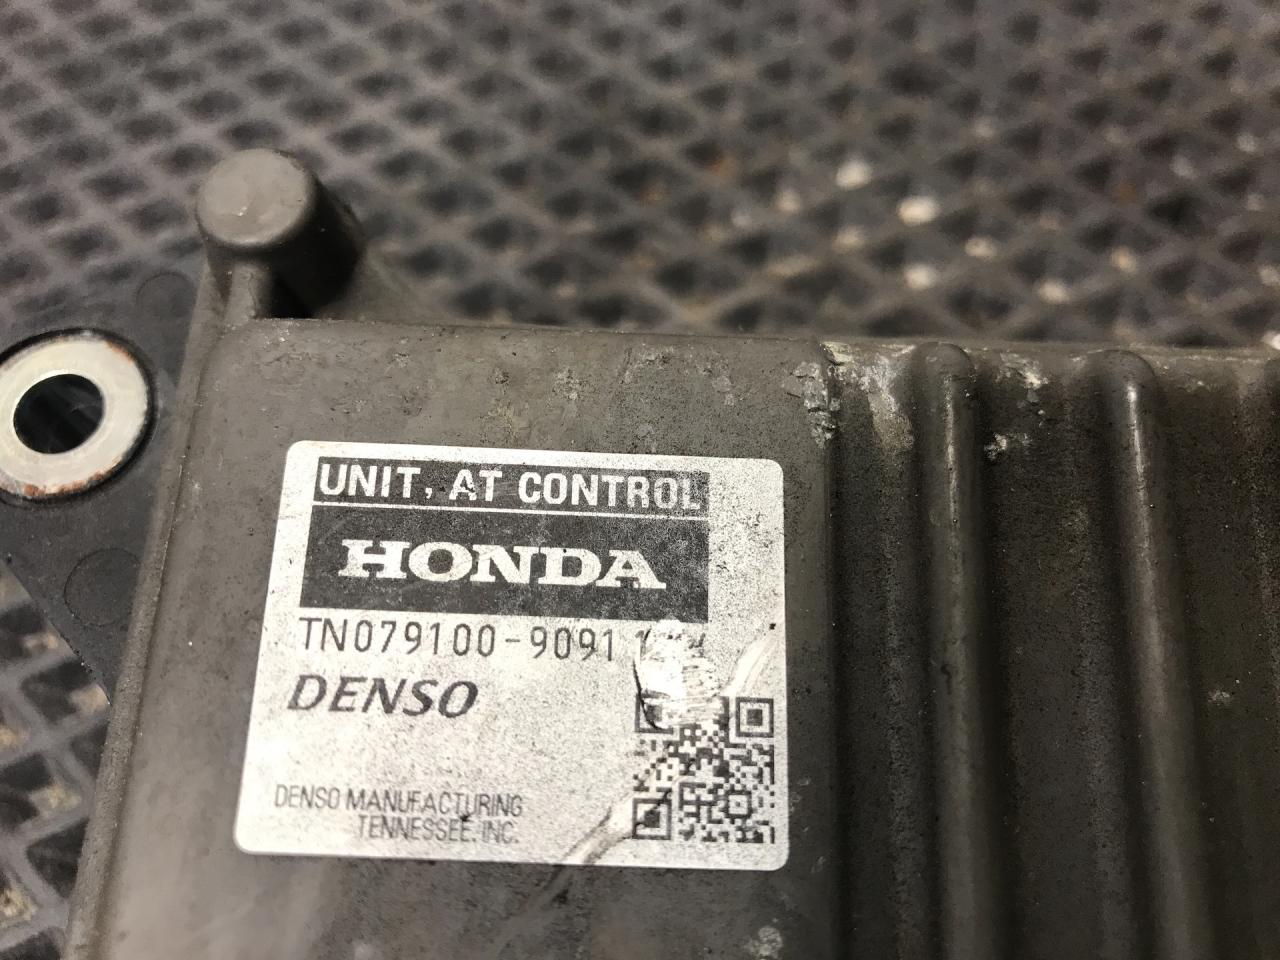 UNIT, AT CONTROL
HONDA
TN079100-9091
DENSO
DENSO MANUFACTURING
TENNESSEE, INC.